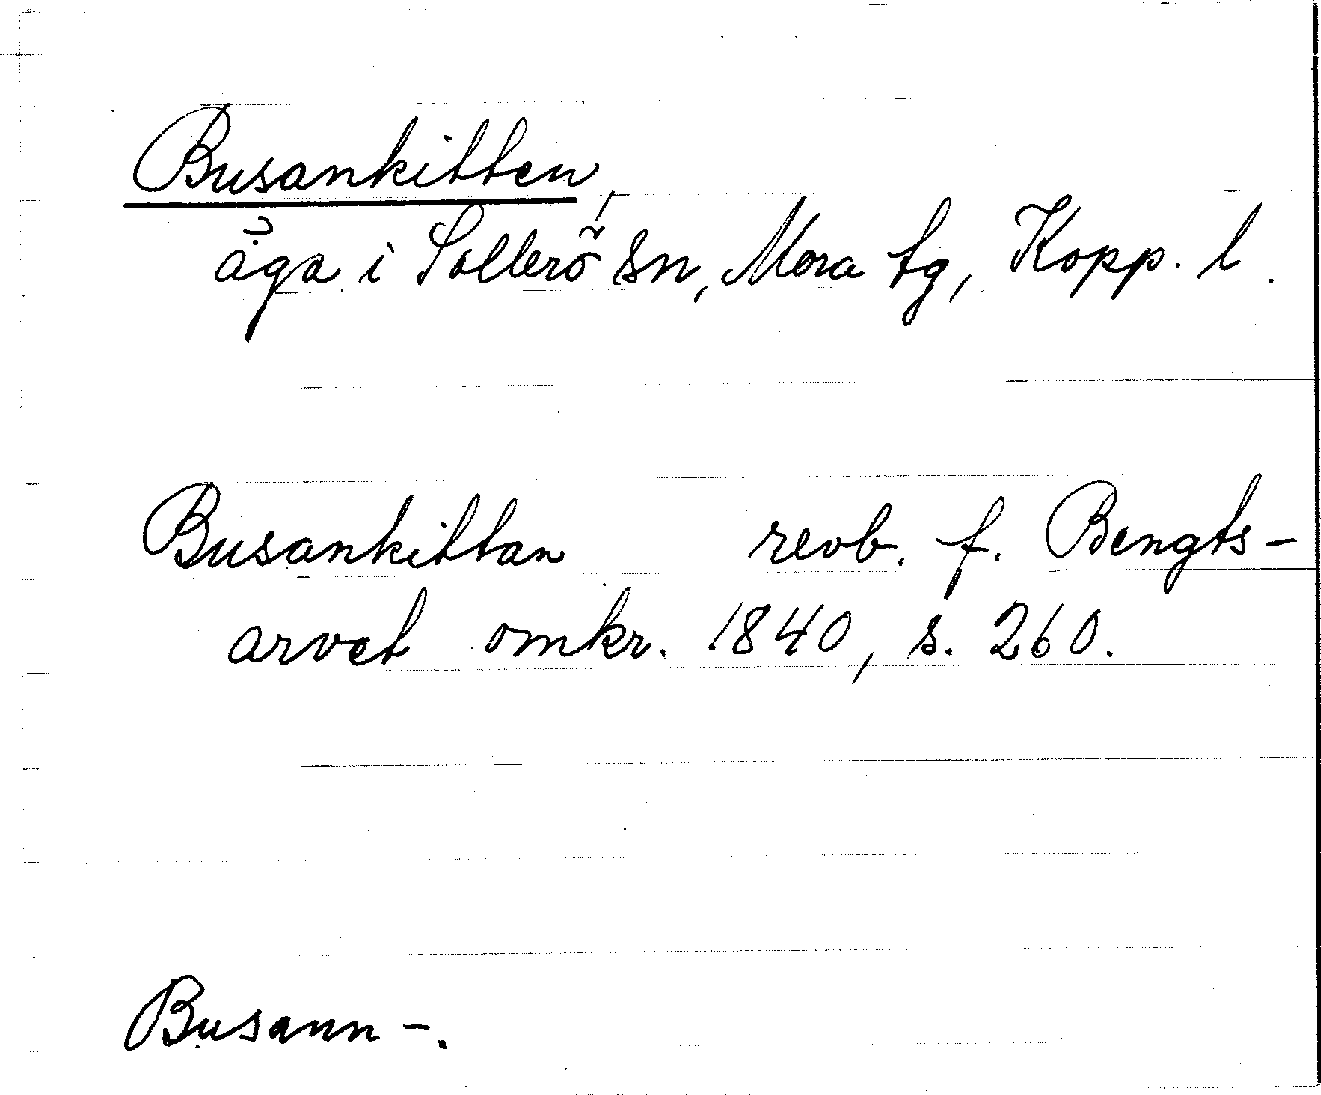 Busankitten,
äga i Sollerö sn, Mora tg, Kopp. l.
Busankittan revb. f. Bengts-
arvet omkr. 1840, s. 260.
Busann-.